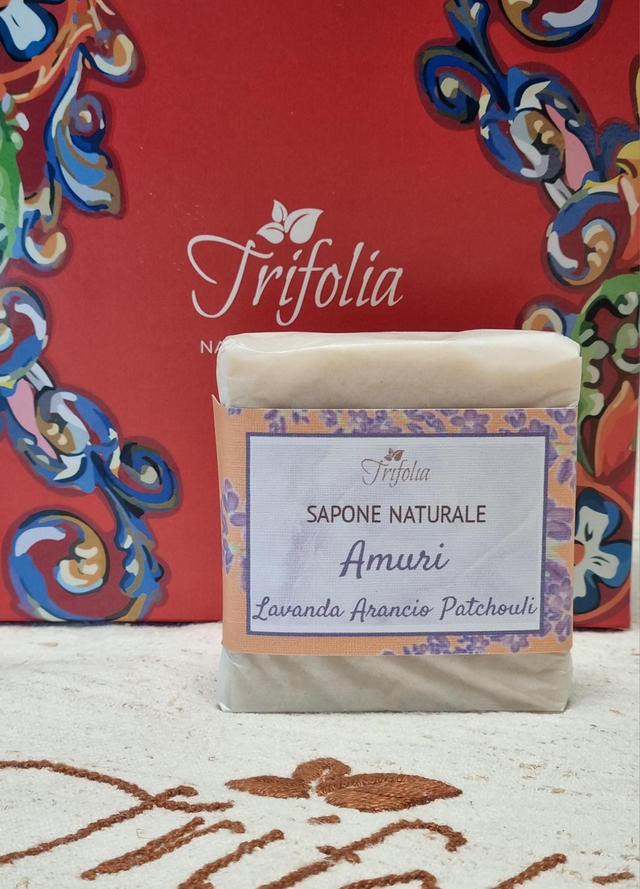 Trifolia
Trifolia
SAPONE NATURALE
Amuri
Lavanda Arancio Patchouli